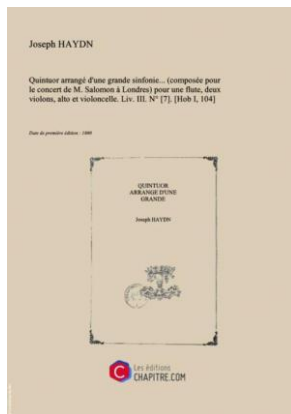 Joseph HAYDN
Quintuor arrangé d'une grande sinfonie... (composée pour
le concert de M. Salomon à Londres) pour une flute, deux
violons, alto et violoncelle. Liv. III. N° [7]. [Hob I, 104]
Date de première édition : 1800
QUINTUOR
ARRANGE D'UNE
GRANDE
Joseph HAYDN
Les éditions
CHAPITRE.COM